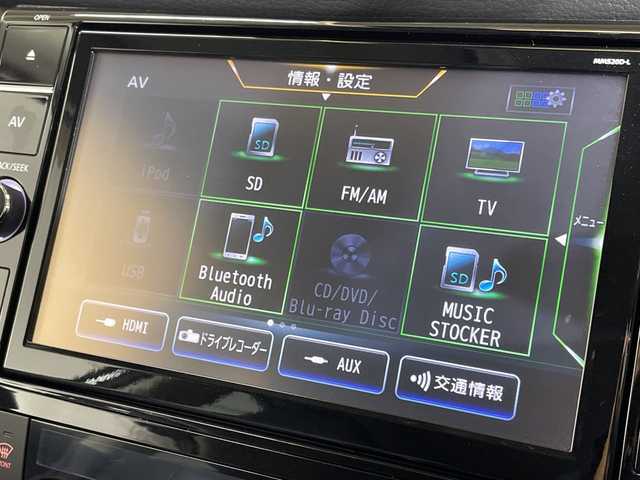 OPEN
MM520D-L
AV
情報・設定
AV
iPod
SD
FM/AM
TV
メニュー
USB
Bluetooth
Audio
CD/DVD/
Blu-ray Disc
SD
MUSIC
STOCKER
HDMI
ドライブレコーダー
AUX
交通情報